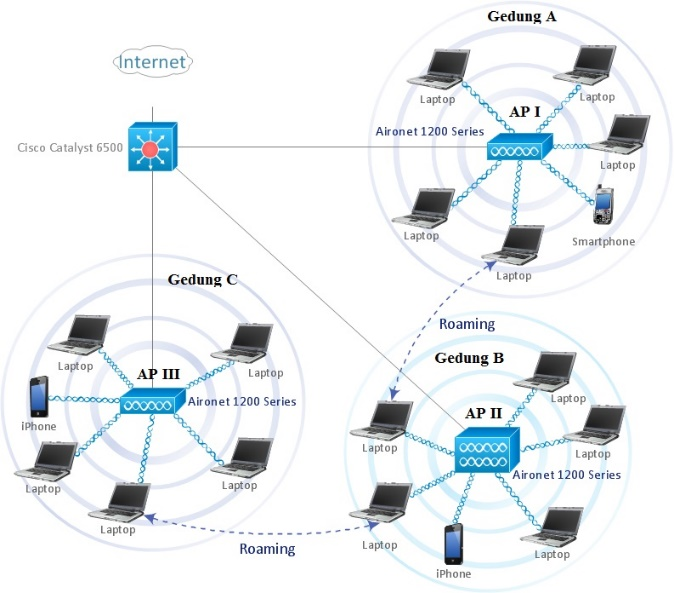 Gedung A
Internet
Laptop
Laptop
AP I
Aironet 1200 Series
Cisco Catalyst 6500
Laptop
Laptop
Smartphone
Laptop
Gedung C
Roaming
Gedung B
AP III
Laptop
Laptop
Aironet 1200 Series
iPhone
Laptop
AP II
Laptop
Laptop
Aironet 1200 Series
Laptop
Laptop
Laptop
Roaming
Laptop
iPhone
Laptop